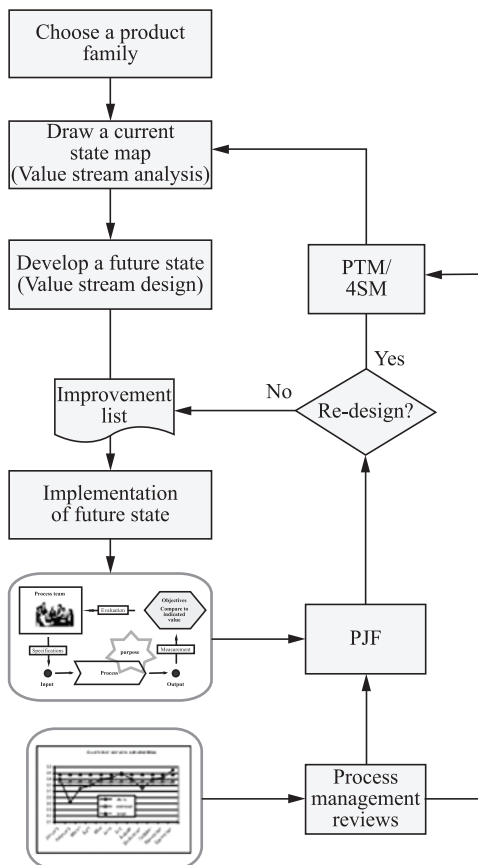 Choose a product
family
Draw a current
state map
(Value stream analysis)
Develop a future state
(Value stream design)
PTM/
4SM
Yes
No
Re-design?
Improvement
list
Implementation
of future state
Process team
Evaluation
Objectives
Compare to
indicated
value
Specifications
purpose
Measurement
Process
Input
Output
PJF
Process
management
reviews